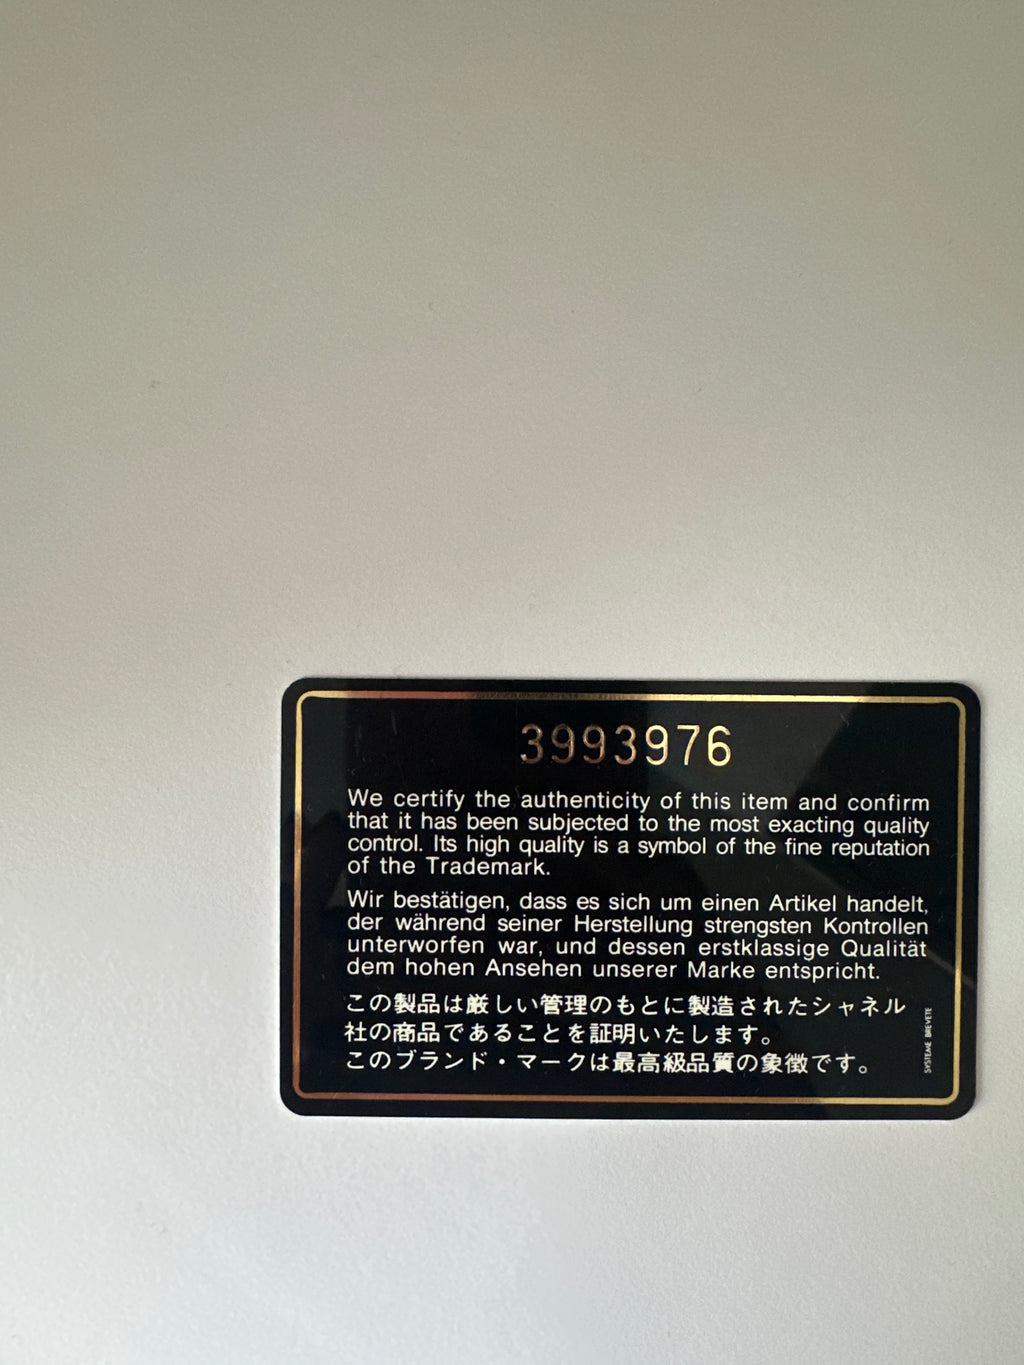 3993976
We certify the authenticity of this item and confirm
that it has been subjected to the most exacting quality
control. Its high quality is a symbol of the fine reputation
of the Trademark.
Wir bestätigen, dass es sich um einen Artikel handelt,
der während seiner Herstellung strengsten Kontrollen
unterworfen war, und dessen erstklassige Qualität
dem hohen Ansehen unserer Marke entspricht.
この製品は厳しい管理のもとに製造されたシャネル
社の商品であることを証明いたします。
このブランド・マークは最高級品質の象徴です。
SYSTEME BREVETE